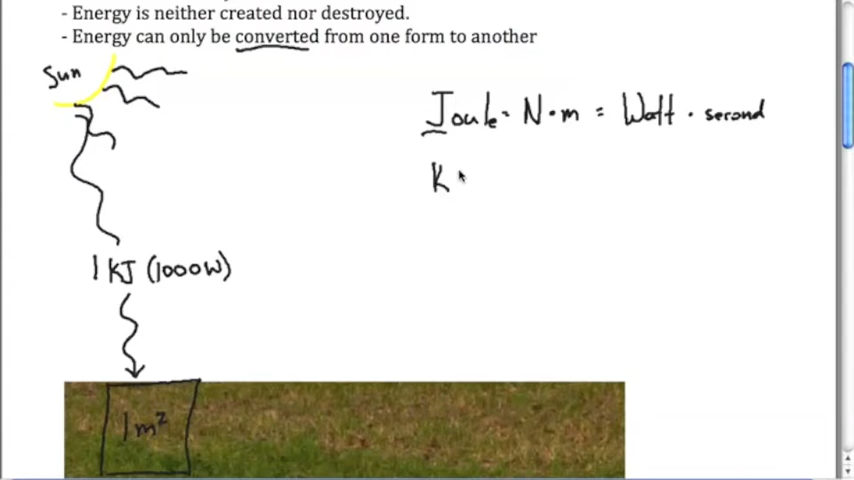 - Energy is neither created nor destroyed.
- Energy can only be converted from one form to another
Sun
Joule = N·m = Watt · second
K
1 KJ (1000W)
1m²